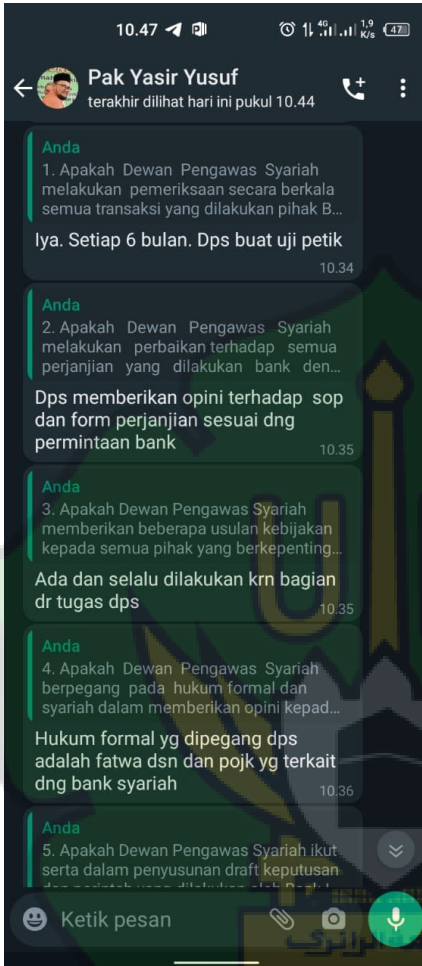 10.47
4G
1,9
K/s
47
Pak Yasir Yusuf
terakhir dilihat hari ini pukul 10.44
Anda
1. Apakah Dewan Pengawas Syariah
melakukan pemeriksaan secara berkala
semua transaksi yang dilakukan pihak B...
Iya. Setiap 6 bulan. Dps buat uji petik
10.34
Anda
2. Apakah Dewan Pengawas Syariah
melakukan perbaikan terhadap semua
perjanjian yang dilakukan bank den...
Dps memberikan opini terhadap sop
dan form perjanjian sesuai dng
permintaan bank
10.35
Anda
3. Apakah Dewan Pengawas Syariah
memberikan beberapa usulan kebijakan
kepada semua pihak yang berkepenting...
Ada dan selalu dilakukan krn bagian
dr tugas dps
10.35
Anda
4. Apakah Dewan Pengawas Syariah
berpegang pada hukum formal dan
syariah dalam memberikan opini kepad...
Hukum formal yg dipegang dps
adalah fatwa dsn dan pojk yg terkait
dng bank syariah
10.36
Anda
5. Apakah Dewan Pengawas Syariah ikut
serta dalam penyusunan draft keputusan
Ketik pesan